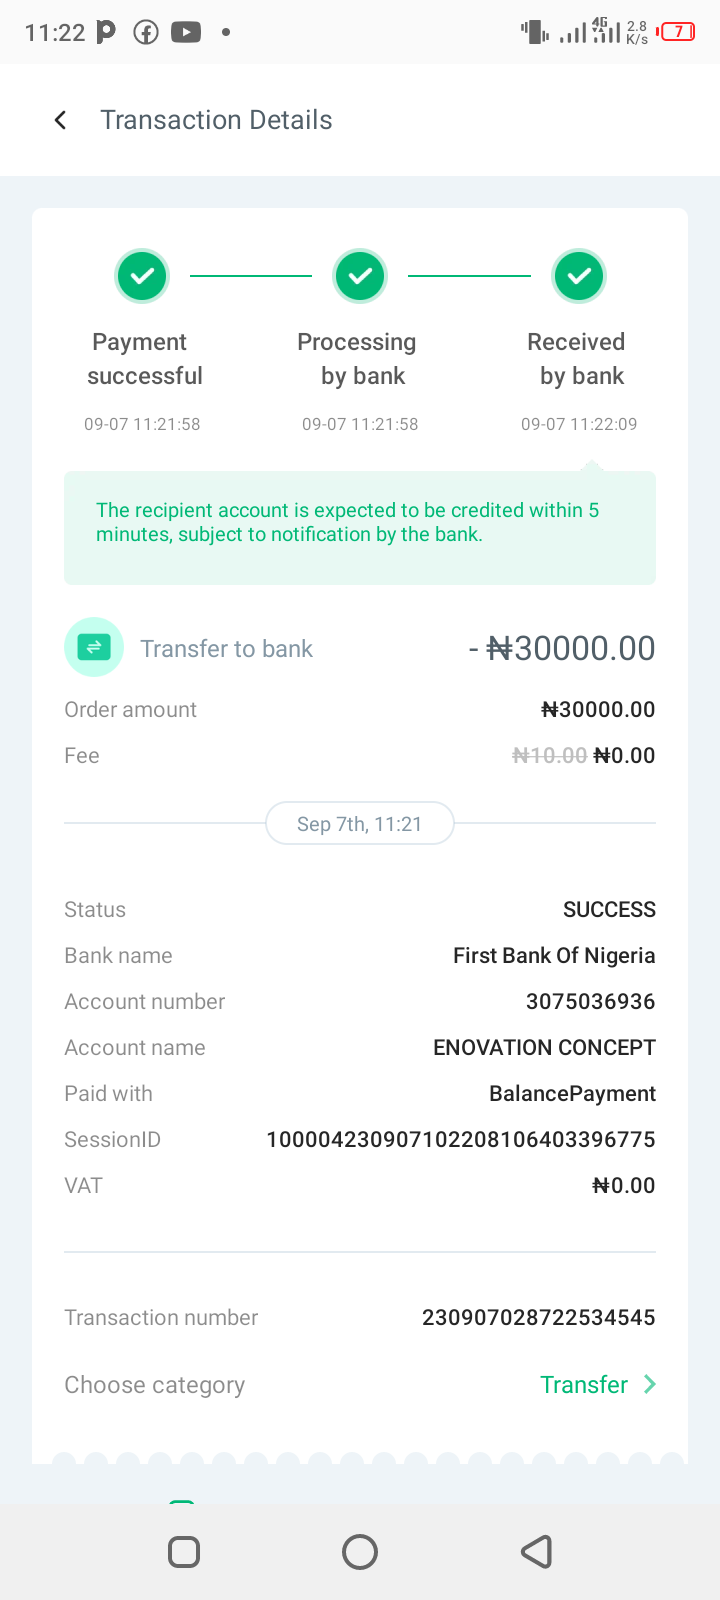 11:22
4G
2.8
K/s
7
Transaction Details
Payment successful
09-07 11:21:58
Processing by bank
09-07 11:21:58
Received by bank
09-07 11:22:09
The recipient account is expected to be credited within 5
minutes, subject to notification by the bank.
Transfer to bank - ₦30000.00
Order amount ₦30000.00
Fee ₦10.00 ₦0.00
Sep 7th, 11:21
Status SUCCESS
Bank name First Bank Of Nigeria
Account number 3075036936
Account name ENOVATION CONCEPT
Paid with BalancePayment
SessionID 100004230907102208106403396775
VAT ₦0.00
Transaction number 230907028722534545
Choose category Transfer